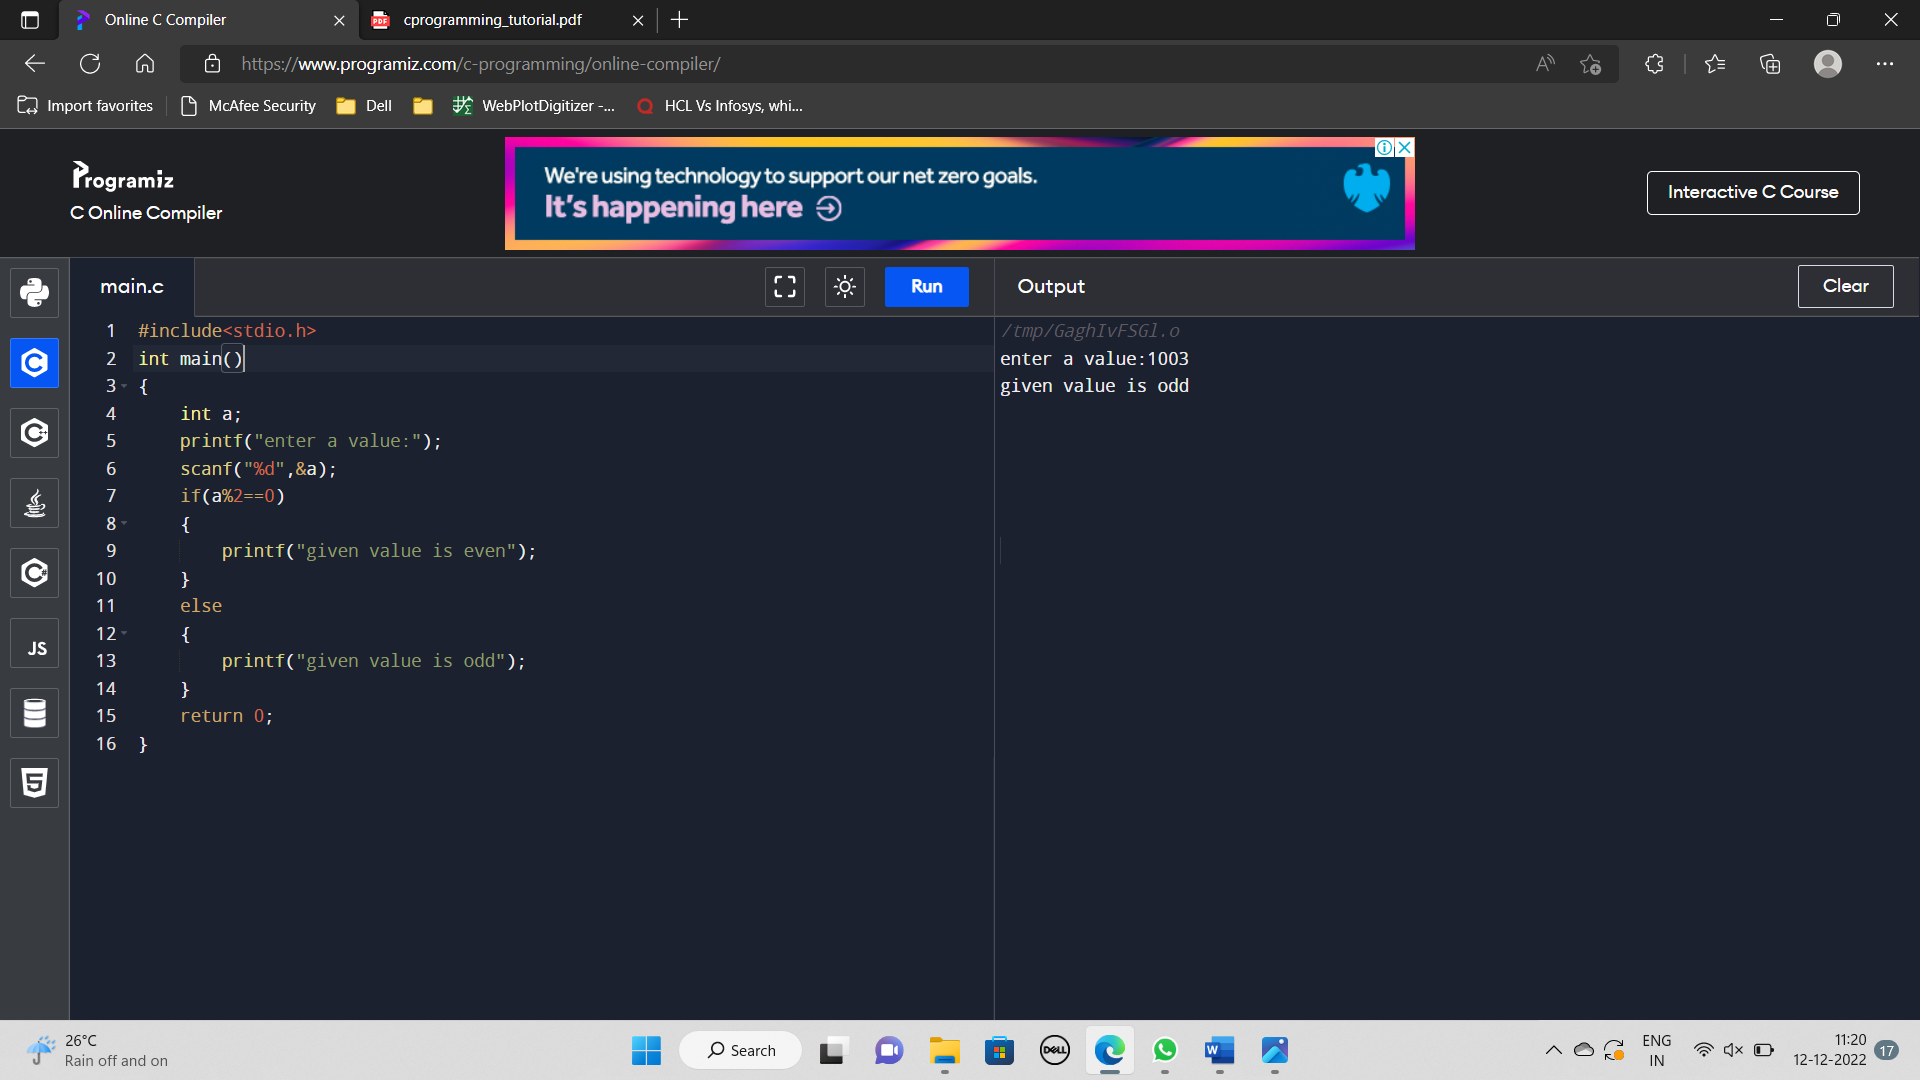 Online C Compiler
cprogramming_tutorial.pdf
https://www.programiz.com/c-programming/online-compiler/
Import favorites
McAfee Security
Dell
WebPlotDigitizer -...
HCL Vs Infosys, whi...
Programiz
C Online Compiler
We're using technology to support our net zero goals.
It's happening here
Interactive C Course
main.c
Run
Output
Clear
1 #include<stdio.h>
2 int main()
3 {
4     int a;
5     printf("enter a value:");
6     scanf("%d",&a);
7     if(a%2==0)
8     {
9         printf("given value is even");
10     }
11     else
12     {
13         printf("given value is odd");
14     }
15     return 0;
16 }
/tmp/GaghIvFSGl.o
enter a value:1003
given value is odd
JS
26°C
Rain off and on
Search
DELL
ENG
IN
11:20
12-12-2022
17